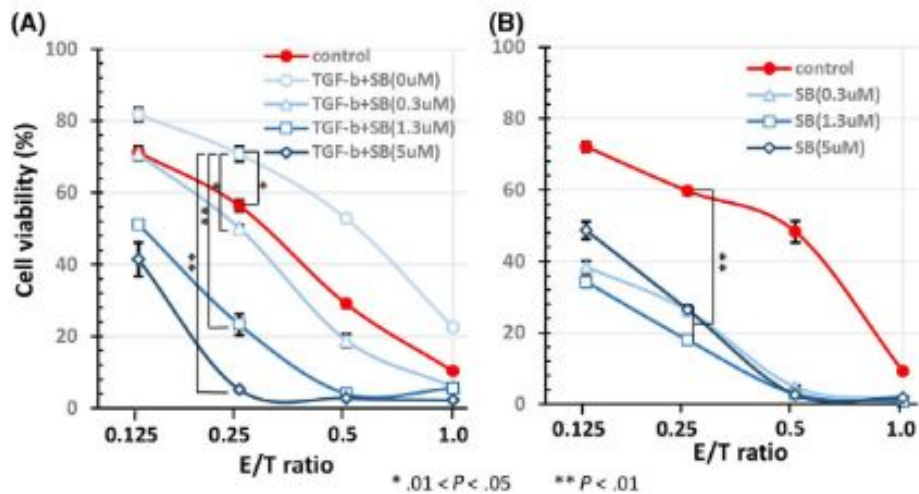 (A)
(B)
Cell viability (%)
100
80
60
40
20
0
control
TGF-b+SB(0uM)
TGF-b+SB(0.3uM)
TGF-b+SB(1.3uM)
TGF-b+SB(5uM)
*
*
**
**
0.125 0.25 0.5 1.0
E/T ratio
100
80
60
40
20
0
control
SB(0.3uM)
SB(1.3uM)
SB(5uM)
**
0.125 0.25 0.5 1.0
E/T ratio
* .01 < P < .05 ** P < .01